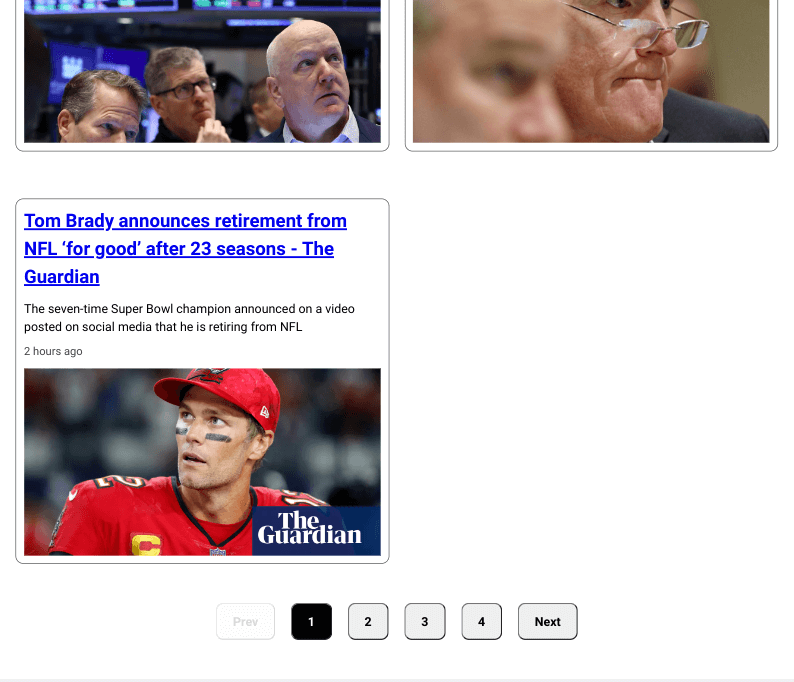 Tom Brady announces retirement from
NFL ‘for good’ after 23 seasons - The
Guardian
The seven-time Super Bowl champion announced on a video
posted on social media that he is retiring from NFL
2 hours ago
The
Guardian
Prev
1
2
3
4
Next